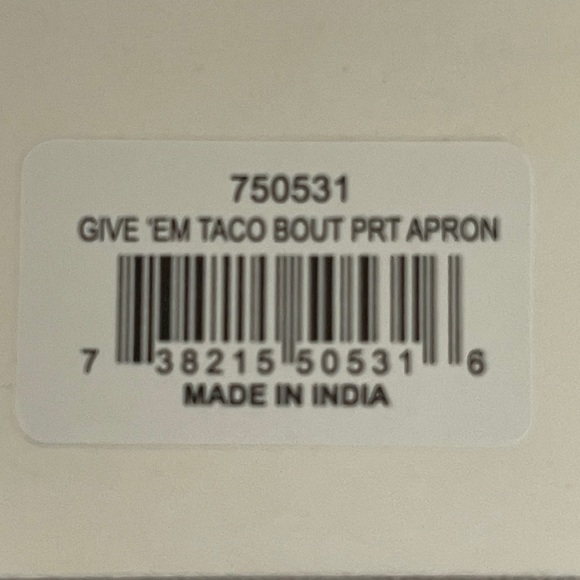 750531
GIVE 'EM TACO BOUT PRT APRON
7 38215 50531 6
MADE IN INDIA